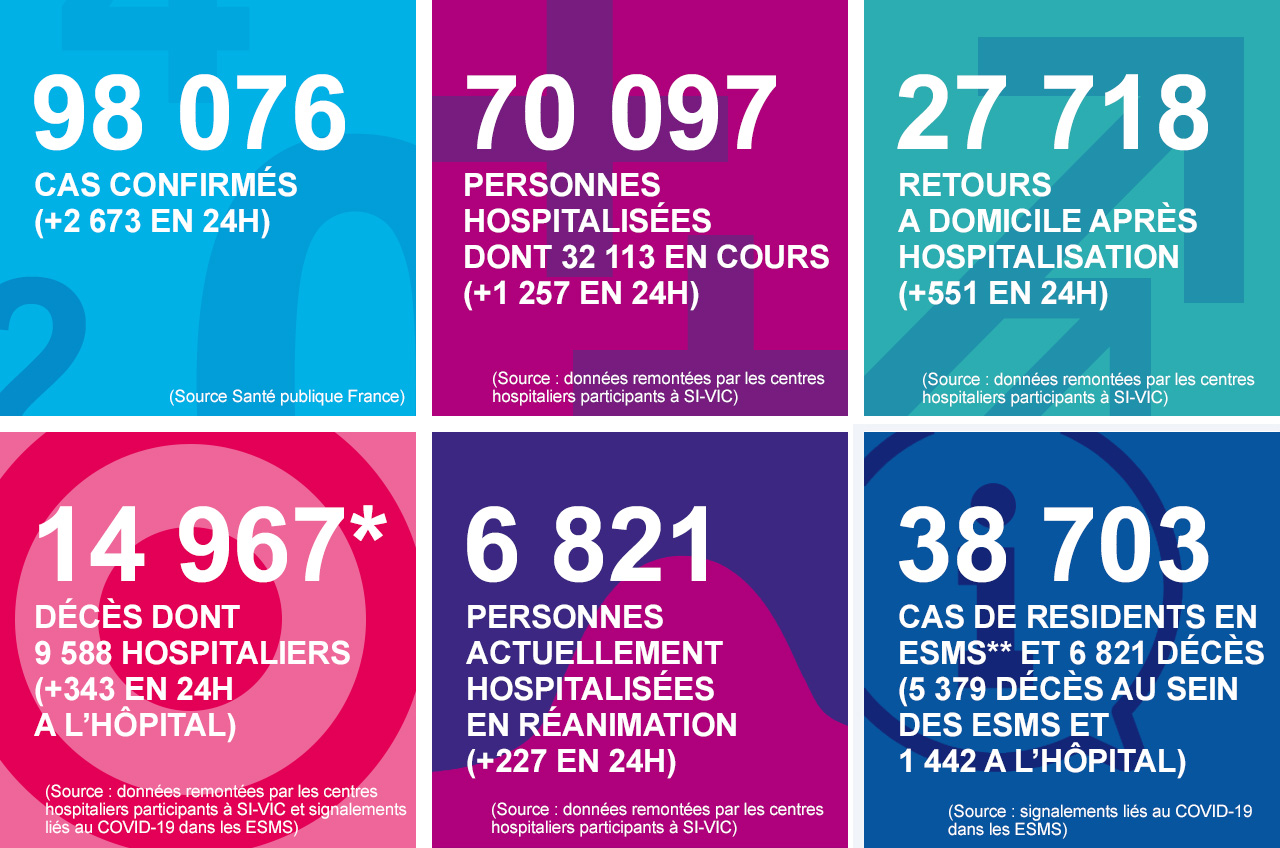 98 076
CAS CONFIRMÉS
(+2 673 EN 24H)
(Source Santé publique France)
70 097
PERSONNES
HOSPITALISÉES
DONT 32 113 EN COURS
(+1 257 EN 24H)
(Source : données remontées par les centres
hospitaliers participants à SI-VIC)
27 718
RETOURS
A DOMICILE APRÈS
HOSPITALISATION
(+551 EN 24H)
(Source : données remontées par les centres
hospitaliers participants à SI-VIC)
14 967*
DÉCÈS DONT
9 588 HOSPITALIERS
(+343 EN 24H
A L’HÔPITAL)
(Source : données remontées par les centres
hospitaliers participants à SI-VIC et signalements
liés au COVID-19 dans les ESMS)
6 821
PERSONNES
ACTUELLEMENT
HOSPITALISÉES
EN RÉANIMATION
(+227 EN 24H)
(Source : données remontées par les centres
hospitaliers participants à SI-VIC)
38 703
CAS DE RESIDENTS EN
ESMS** ET 6 821 DÉCÈS
(5 379 DÉCÈS AU SEIN
DES ESMS ET
1 442 A L’HÔPITAL)
(Source : signalements liés au COVID-19
dans les ESMS)